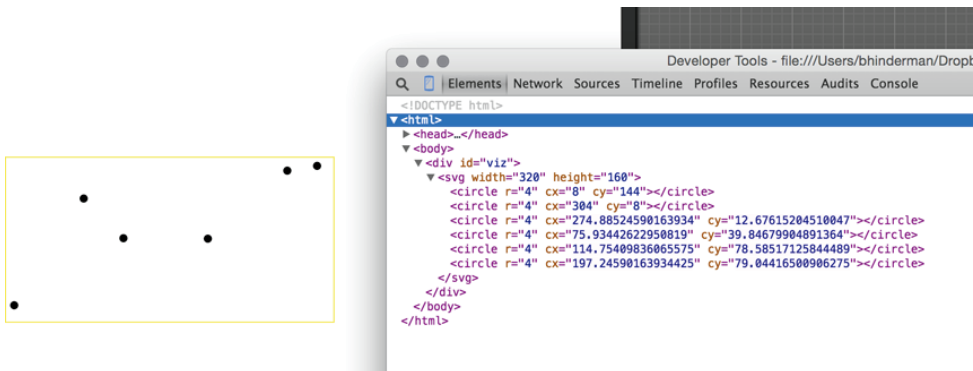 Developer Tools - file:///Users/bhinderman/Dropb
Elements Network Sources Timeline Profiles Resources Audits Console
<!DOCTYPE html>
▼<html>
▶<head>…</head>
▼<body>
▼<div id="viz">
▼<svg width="320" height="160">
<circle r="4" cx="8" cy="144"></circle>
<circle r="4" cx="304" cy="8"></circle>
<circle r="4" cx="274.88524590163934" cy="12.67615204510047"></circle>
<circle r="4" cx="75.93442622950819" cy="39.84679904891364"></circle>
<circle r="4" cx="114.75409836065575" cy="78.58517125844489"></circle>
<circle r="4" cx="197.24590163934425" cy="79.04416500906275"></circle>
</svg>
</div>
</body>
</html>